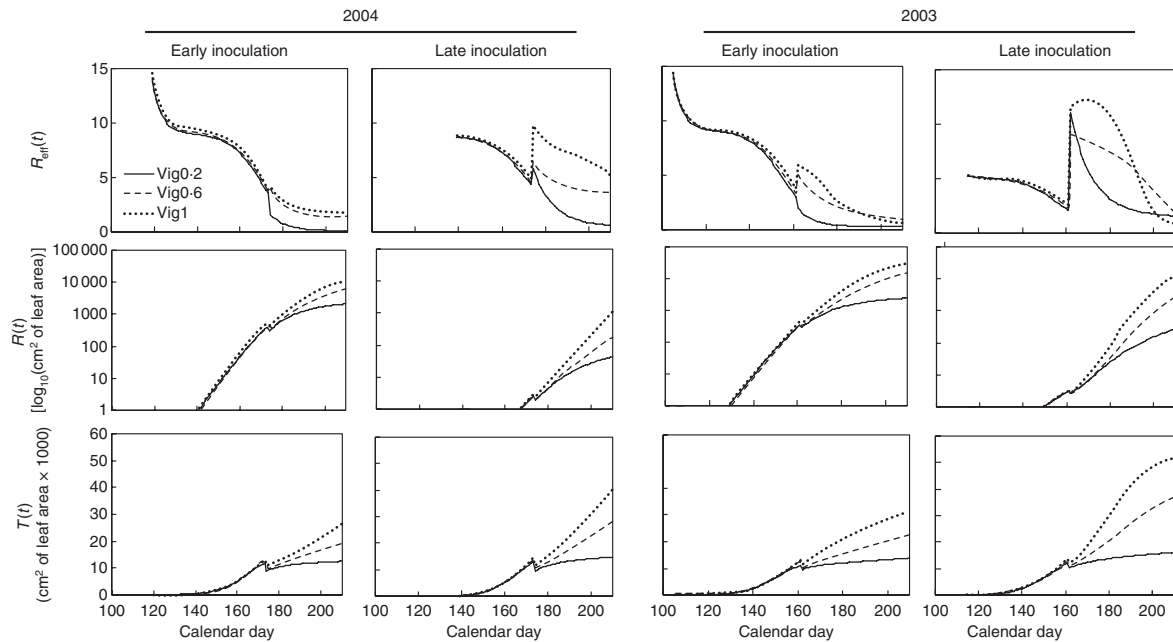 2004
2003
Early inoculation
Late inoculation
Early inoculation
Late inoculation
15
10
5
0
R_eff(t)
Vig0·2
Vig0·6
Vig1
100 000
10 000
1000
100
10
1
R(t)
[log₁₀(cm² of leaf area)]
60
50
40
30
20
10
0
T(t)
(cm² of leaf area × 1000)
100 120 140 160 180 200
100 120 140 160 180 200
100 120 140 160 180 200
100 120 140 160 180 200
Calendar day
Calendar day
Calendar day
Calendar day